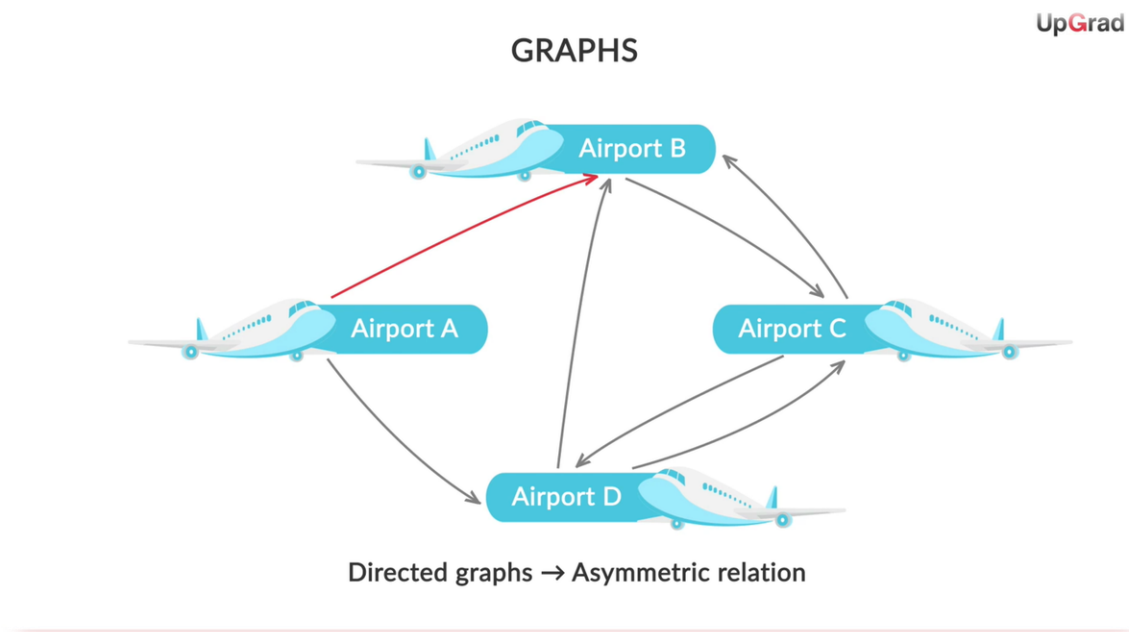 UpGrad
GRAPHS
Airport B
Airport A
Airport C
Airport D
Directed graphs → Asymmetric relation